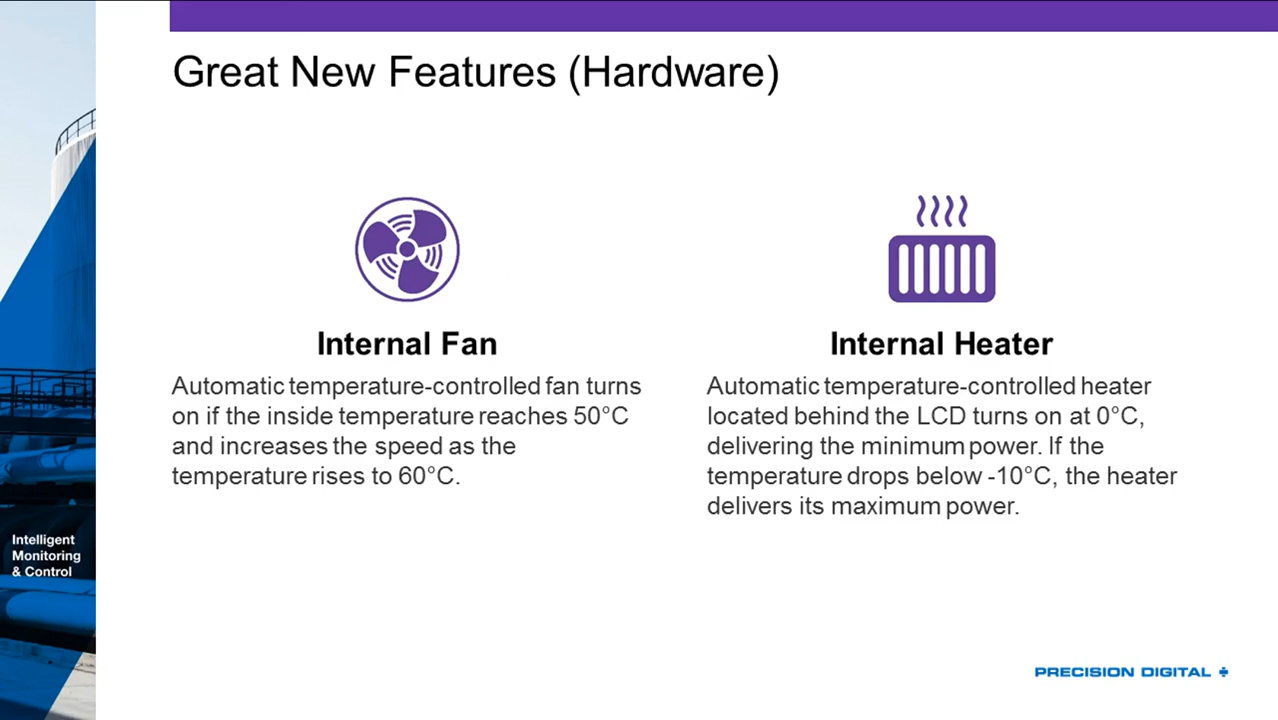 Great New Features (Hardware)
Internal Fan
Automatic temperature-controlled fan turns
on if the inside temperature reaches 50°C
and increases the speed as the
temperature rises to 60°C.
Internal Heater
Automatic temperature-controlled heater
located behind the LCD turns on at 0°C,
delivering the minimum power. If the
temperature drops below -10°C, the heater
delivers its maximum power.
Intelligent
Monitoring
& Control
PRECISION DIGITAL